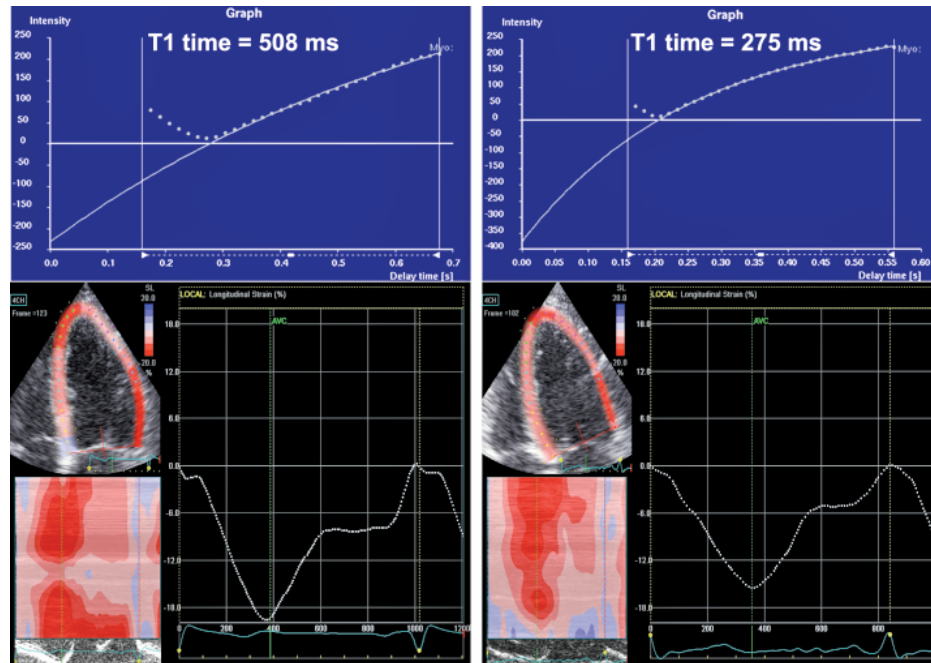 Graph
Intensity
T1 time = 508 ms
Myo:
250
200
150
100
50
0
-50
-100
-150
-200
-250
0.0 0.1 0.2 0.3 0.4 0.5 0.6 0.7
Delay time [s]
Graph
Intensity
T1 time = 275 ms
Myo:
250
200
100
0
-100
-200
-300
-350
-400
0.00 0.05 0.10 0.15 0.20 0.25 0.30 0.35 0.40 0.45 0.50 0.55 0.60
Delay time [s]
4CH
Frame =123
SL
20.0
20.0
%
LOCAL: Longitudinal Strain (%)
AVC
18.0
12.0
6.0
0.0
-6.0
-12.0
-18.0
0 200 400 600 800 1000 1200
4CH
Frame =102
SL
20.0
20.0
%
LOCAL: Longitudinal Strain (%)
AVC
18.0
12.0
6.0
0.0
-6.0
-12.0
-18.0
0 200 400 600 800